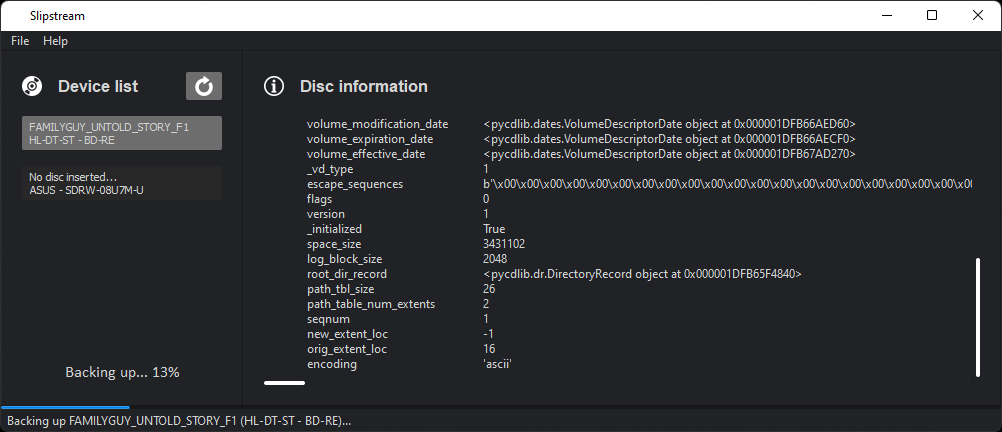 Slipstream
File Help
Device list
FAMILYGUY_UNTOLD_STORY_F1
HL-DT-ST - BD-RE
No disc inserted...
ASUS - SDRW-08U7M-U
Backing up... 13%
Disc information
volume_modification_date <pycdlib.dates.VolumeDescriptorDate object at 0x000001DFB66AED60>
volume_expiration_date <pycdlib.dates.VolumeDescriptorDate object at 0x000001DFB66AECF0>
volume_effective_date <pycdlib.dates.VolumeDescriptorDate object at 0x000001DFB67AD270>
_vd_type 1
escape_sequences b'\x00\x00\x00\x00\x00\x00\x00\x00\x00\x00\x00\x00\x00\x00\x00\x00\x00\x00\x00\x00\x00
flags 0
version 1
_initialized True
space_size 3431102
log_block_size 2048
root_dir_record <pycdlib.dr.DirectoryRecord object at 0x000001DFB65F4840>
path_tbl_size 26
path_table_num_extents 2
seqnum 1
new_extent_loc -1
orig_extent_loc 16
encoding 'ascii'
Backing up FAMILYGUY_UNTOLD_STORY_F1 (HL-DT-ST - BD-RE)...